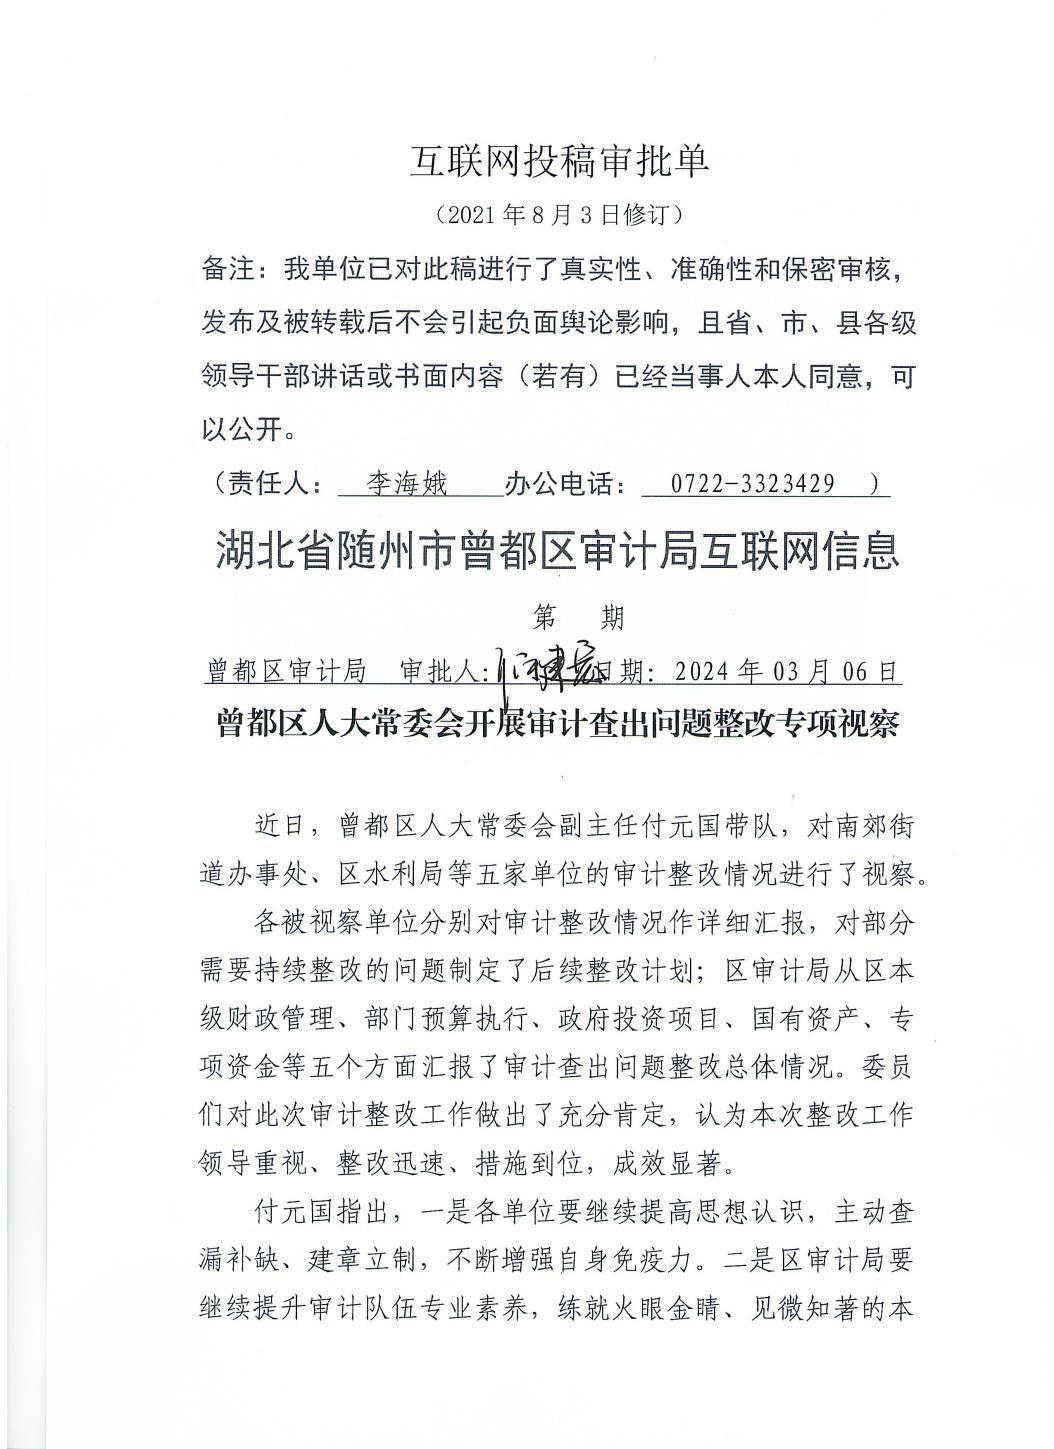 互联网投稿审批单
（2021年8月3日修订）
备注：我单位已对此稿进行了真实性、准确性和保密审核，
发布及被转载后不会引起负面舆论影响，且省、市、县各级
领导干部讲话或书面内容（若有）已经当事人本人同意，可
以公开。
（责任人： 李海娥 办公电话： 0722-3323429 ）
湖北省随州市曾都区审计局互联网信息
第 期
曾都区审计局 审批人： 日期：2024年03月06日
曾都区人大常委会开展审计查出问题整改专项视察
近日，曾都区人大常委会副主任付元国带队，对南郊街
道办事处、区水利局等五家单位的审计整改情况进行了视察。
各被视察单位分别对审计整改情况作详细汇报，对部分
需要持续整改的问题制定了后续整改计划；区审计局从区本
级财政管理、部门预算执行、政府投资项目、国有资产、专
项资金等五个方面汇报了审计查出问题整改总体情况。委员
们对此次审计整改工作做出了充分肯定，认为本次整改工作
领导重视、整改迅速、措施到位，成效显著。
付元国指出，一是各单位要继续提高思想认识，主动查
漏补缺、建章立制，不断增强自身免疫力。二是区审计局要
继续提升审计队伍专业素养，练就火眼金睛、见微知著的本